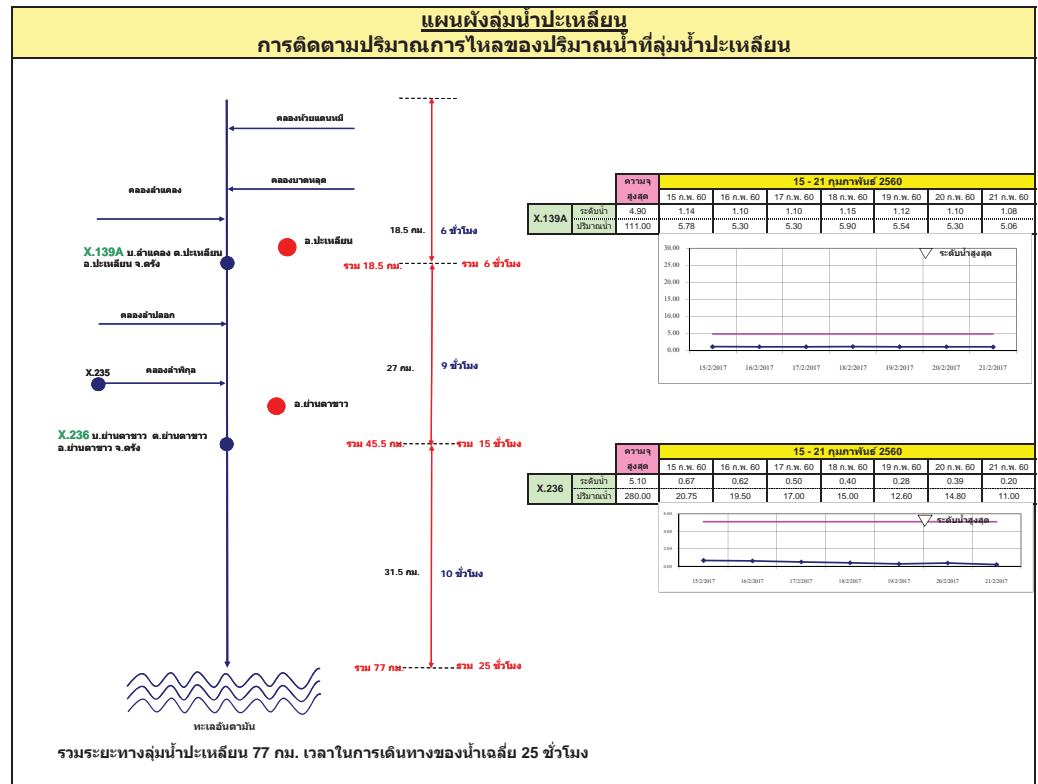 แผนผังลุ่มน้ำปะเหลียน
การติดตามปริมาณการไหลของปริมาณน้ำที่ลุ่มน้ำปะเหลียน
คลองห้วยแดนหมี
คลองบาดหลุด
คลองลำแคลง
18.5 กม. 6 ชั่วโมง
อ.ปะเหลียน
X.139A บ.ลำแคลง ต.ปะเหลียน
อ.ปะเหลียน จ.ตรัง
รวม 18.5 กม. รวม 6 ชั่วโมง
คลองลำปลอก
X.235 คลองลำพิกุล
27 กม. 9 ชั่วโมง
อ.ย่านตาขาว
X.236 บ.ย่านตาขาว ต.ย่านตาขาว
อ.ย่านตาขาว จ.ตรัง
รวม 45.5 กม. รวม 15 ชั่วโมง
31.5 กม. 10 ชั่วโมง
รวม 77 กม. รวม 25 ชั่วโมง
ทะเลอันดามัน
รวมระยะทางลุ่มน้ำปะเหลียน 77 กม. เวลาในการเดินทางของน้ำเฉลี่ย 25 ชั่วโมง
ความจุ 15 - 21 กุมภาพันธ์ 2560
สูงสุด 15 ก.พ. 60 16 ก.พ. 60 17 ก.พ. 60 18 ก.พ. 60 19 ก.พ. 60 20 ก.พ. 60 21 ก.พ. 60
X.139A
ระดับน้ำ 4.90 1.14 1.10 1.10 1.15 1.12 1.10 1.08
ปริมาณน้ำ 111.00 5.78 5.30 5.30 5.90 5.54 5.30 5.06
ระดับน้ำสูงสุด
30.00
25.00
20.00
15.00
10.00
5.00
0.00
15/2/2017 16/2/2017 17/2/2017 18/2/2017 19/2/2017 20/2/2017 21/2/2017
ความจุ 15 - 21 กุมภาพันธ์ 2560
สูงสุด 15 ก.พ. 60 16 ก.พ. 60 17 ก.พ. 60 18 ก.พ. 60 19 ก.พ. 60 20 ก.พ. 60 21 ก.พ. 60
X.236
ระดับน้ำ 5.10 0.67 0.62 0.50 0.40 0.28 0.39 0.20
ปริมาณน้ำ 280.00 20.75 19.50 17.00 15.00 12.60 14.80 11.00
ระดับน้ำสูงสุด
6.00
4.00
2.00
0.00
15/2/2017 16/2/2017 17/2/2017 18/2/2017 19/2/2017 20/2/2017 21/2/2017